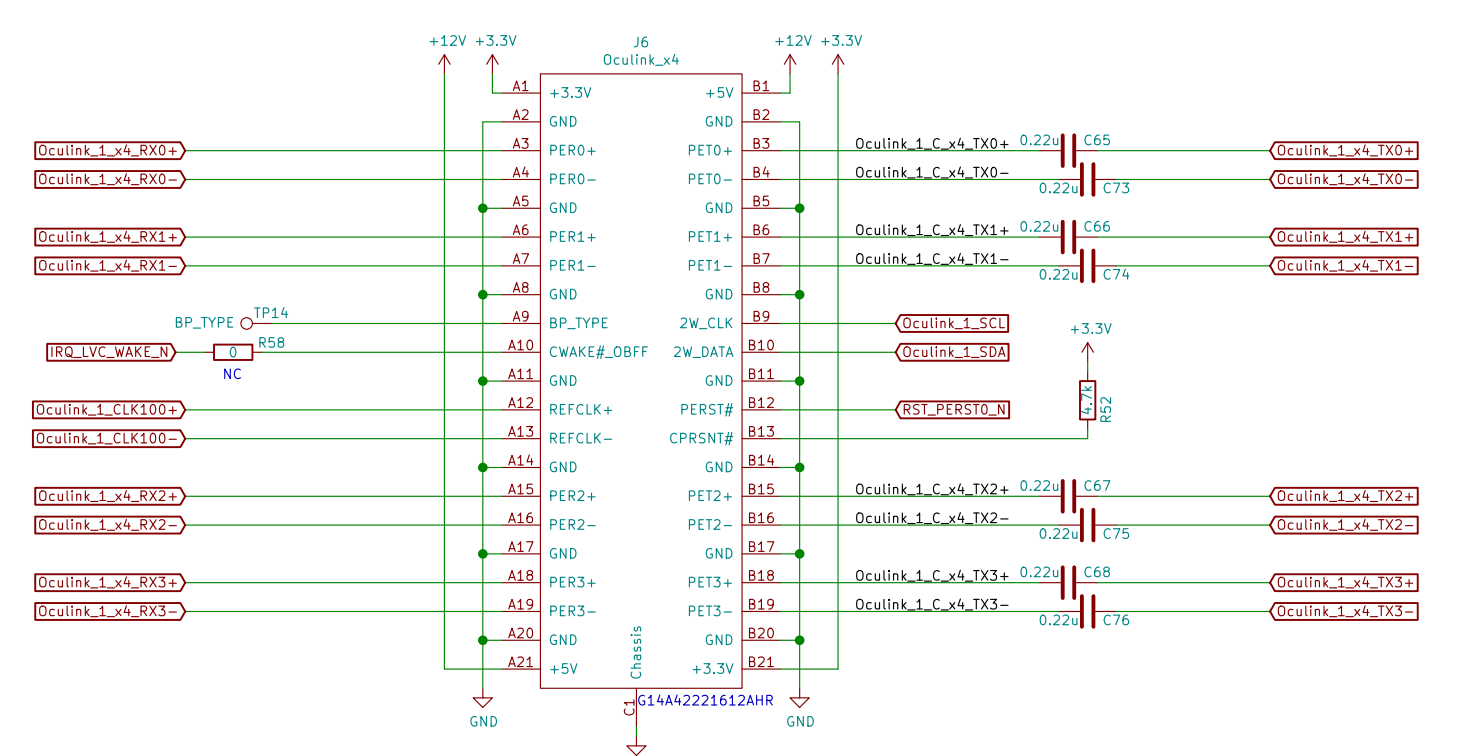 +12V +3.3V J6 +12V +3.3V
Oculink_x4
A1 +3.3V +5V B1
A2 GND GND B2
Oculink_1_x4_RX0+ A3 PER0+ PET0+ B3 Oculink_1_C_x4_TX0+ 0.22u C65 Oculink_1_x4_TX0+
Oculink_1_x4_RX0- A4 PER0- PET0- B4 Oculink_1_C_x4_TX0- 0.22u C73 Oculink_1_x4_TX0-
A5 GND GND B5
Oculink_1_x4_RX1+ A6 PER1+ PET1+ B6 Oculink_1_C_x4_TX1+ 0.22u C66 Oculink_1_x4_TX1+
Oculink_1_x4_RX1- A7 PER1- PET1- B7 Oculink_1_C_x4_TX1- 0.22u C74 Oculink_1_x4_TX1-
A8 GND GND B8
BP_TYPE TP14 A9 BP_TYPE 2W_CLK B9 Oculink_1_SCL +3.3V
IRQ_LVC_WAKE_N 0 R58 A10 CWAKE#_OBFF 2W_DATA B10 Oculink_1_SDA
NC A11 GND GND B11
Oculink_1_CLK100+ A12 REFCLK+ PERST# B12 RST_PERST0_N 4.7k R52
Oculink_1_CLK100- A13 REFCLK- CPRSNT# B13
A14 GND GND B14
Oculink_1_x4_RX2+ A15 PER2+ PET2+ B15 Oculink_1_C_x4_TX2+ 0.22u C67 Oculink_1_x4_TX2+
Oculink_1_x4_RX2- A16 PER2- PET2- B16 Oculink_1_C_x4_TX2- 0.22u C75 Oculink_1_x4_TX2-
A17 GND GND B17
Oculink_1_x4_RX3+ A18 PER3+ PET3+ B18 Oculink_1_C_x4_TX3+ 0.22u C68 Oculink_1_x4_TX3+
Oculink_1_x4_RX3- A19 PER3- PET3- B19 Oculink_1_C_x4_TX3- 0.22u C76 Oculink_1_x4_TX3-
A20 GND GND B20
A21 +5V Chassis +3.3V B21
C1 G14A42221612AHR
GND GND